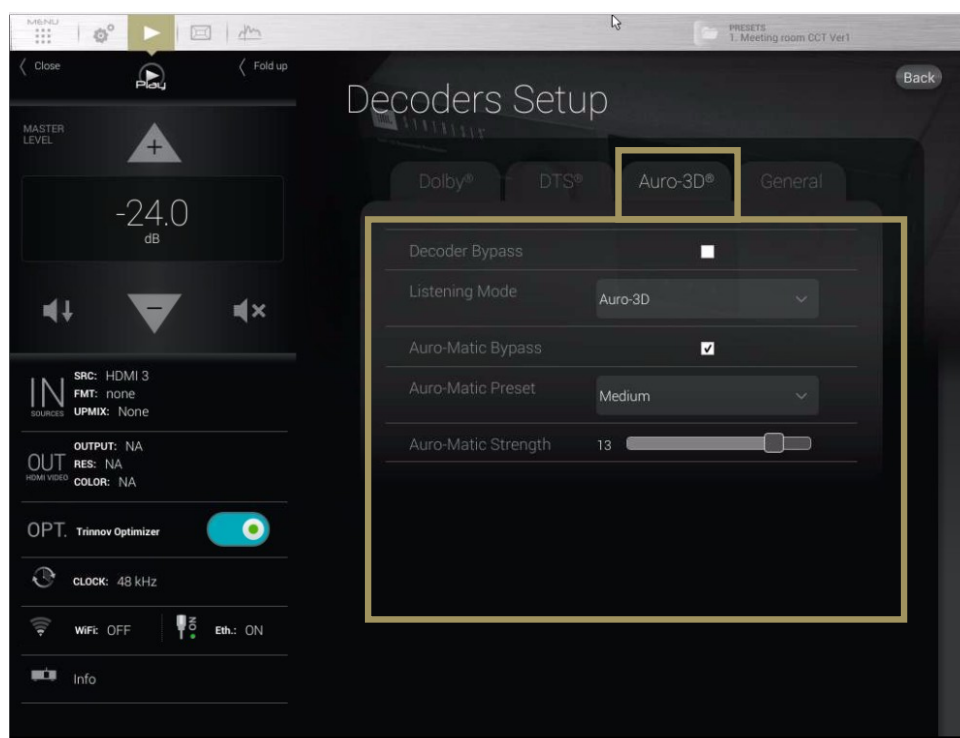 MENU
PRESETS
1. Meeting room CCT Ver1
Close
Play
Fold up
Back
Decoders Setup
SYNTHESIS
MASTER
LEVEL
+
-24.0
dB
−
Dolby® DTS® Auro-3D® General
Decoder Bypass
Listening Mode Auro-3D
Auro-Matic Bypass
Auro-Matic Preset Medium
Auro-Matic Strength 13
IN
SOURCES
SRC: HDMI 3
FMT: none
UPMIX: None
OUT
HDMI VIDEO
OUTPUT: NA
RES: NA
COLOR: NA
OPT. Trinnov Optimizer
CLOCK: 48 kHz
WiFi: OFF ON Eth.: ON
Info